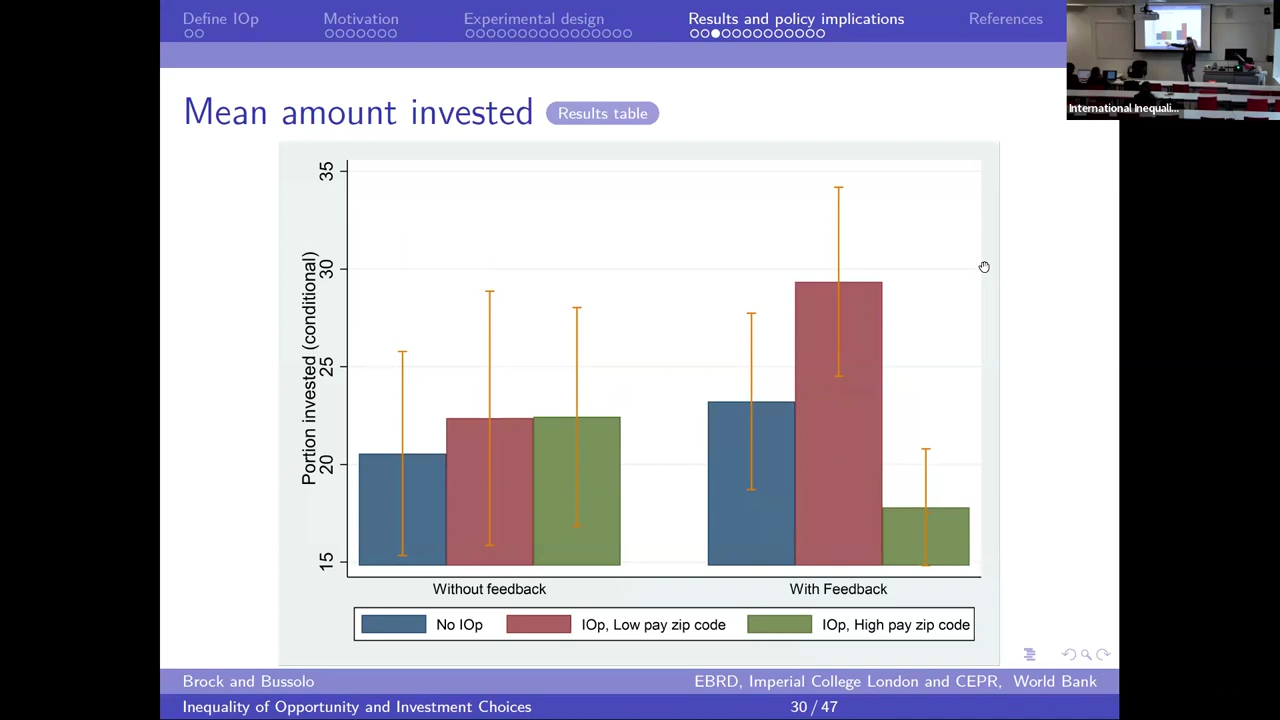 Define IOp Motivation Experimental design Results and policy implications References
International Inequali...
Mean amount invested Results table
35
30
25
20
15
Portion invested (conditional)
Without feedback With Feedback
No IOp IOp, Low pay zip code IOp, High pay zip code
Brock and Bussolo EBRD, Imperial College London and CEPR, World Bank
Inequality of Opportunity and Investment Choices 30 / 47